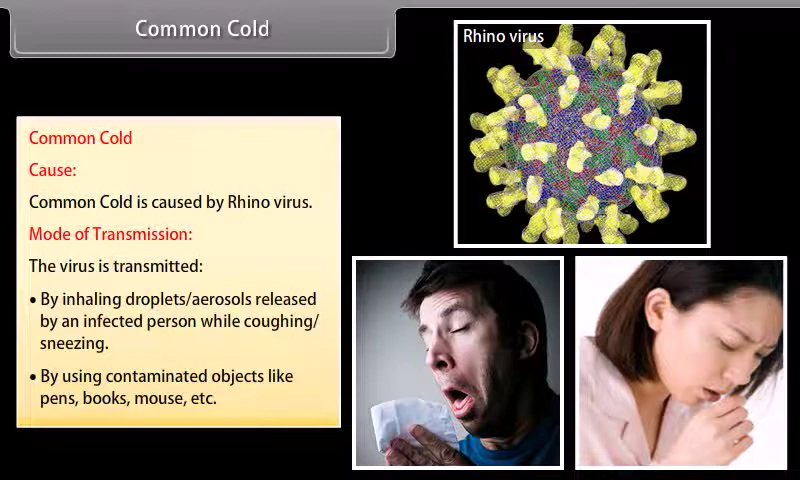 Common Cold
Rhino virus
Common Cold
Cause:
Common Cold is caused by Rhino virus.
Mode of Transmission:
The virus is transmitted:
• By inhaling droplets/aerosols released
by an infected person while coughing/
sneezing.
• By using contaminated objects like
pens, books, mouse, etc.